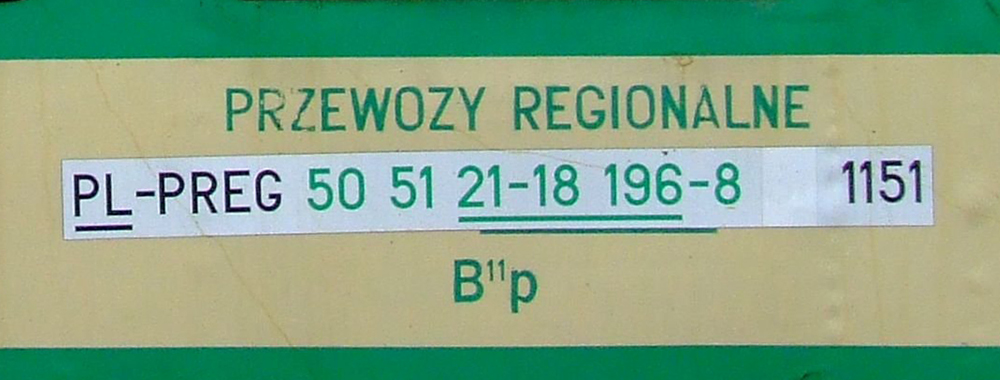 PRZEWOZY REGIONALNE
PL-PREG 50 51 21-18 196-8 1151
B¹¹p